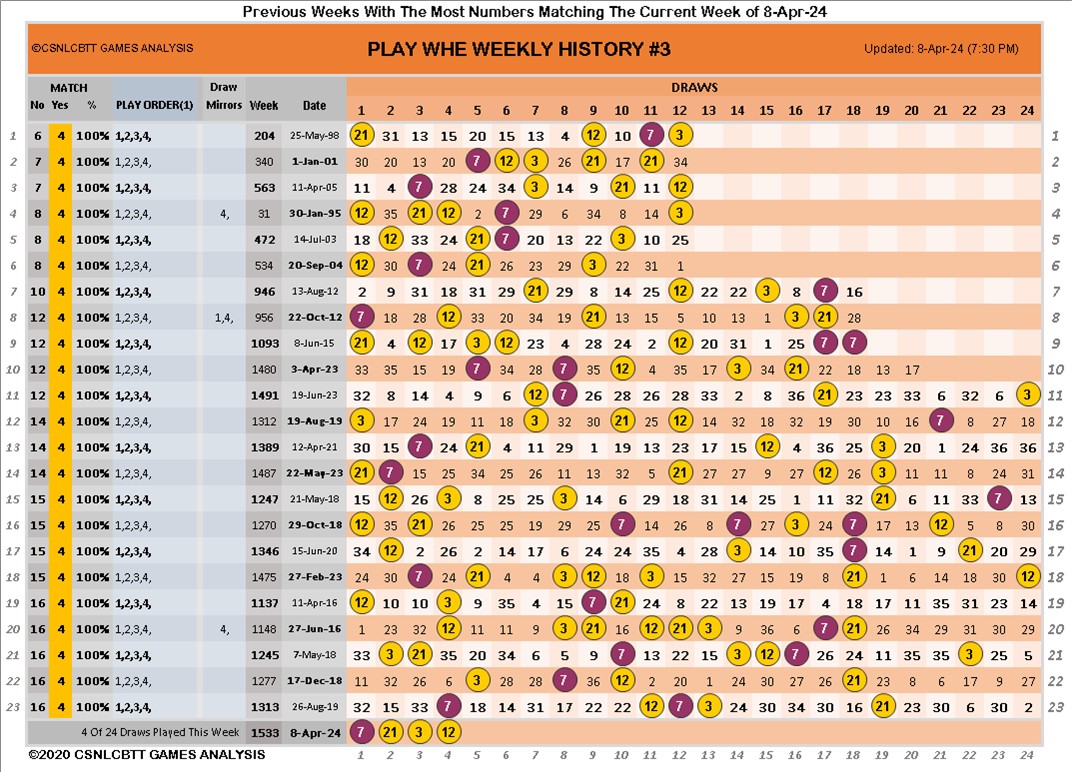 Previous Weeks With The Most Numbers Matching The Current Week of 8-Apr-24
©CSNLCBTT GAMES ANALYSIS PLAY WHE WEEKLY HISTORY #3 Updated: 8-Apr-24 (7:30 PM)
MATCH Draw DRAWS
No Yes % PLAY ORDER(1) Mirrors Week Date 1 2 3 4 5 6 7 8 9 10 11 12 13 14 15 16 17 18 19 20 21 22 23 24
1 6 4 100% 1,2,3,4, 204 25-May-98 21 31 13 15 20 15 13 4 12 10 7 3 1
2 7 4 100% 1,2,3,4, 340 1-Jan-01 30 20 13 20 7 12 3 26 21 17 21 34 2
3 7 4 100% 1,2,3,4, 563 11-Apr-05 11 4 7 28 24 34 3 14 9 21 11 12 3
4 8 4 100% 1,2,3,4, 4, 31 30-Jan-95 12 35 21 12 2 7 29 6 34 8 14 3 4
5 8 4 100% 1,2,3,4, 472 14-Jul-03 18 12 33 24 21 7 20 13 22 3 10 25 5
6 8 4 100% 1,2,3,4, 534 20-Sep-04 12 30 7 24 21 26 23 29 3 22 31 1 6
7 10 4 100% 1,2,3,4, 946 13-Aug-12 2 9 31 18 31 29 21 29 8 14 25 12 22 22 3 8 7 16 7
8 12 4 100% 1,2,3,4, 1,4, 956 22-Oct-12 7 18 28 12 33 20 34 19 21 13 15 5 10 13 1 3 21 28 8
9 12 4 100% 1,2,3,4, 1093 8-Jun-15 21 4 12 17 3 12 23 4 28 24 2 12 20 31 1 25 7 7 9
10 12 4 100% 1,2,3,4, 1480 3-Apr-23 33 35 15 19 7 34 28 7 35 12 4 35 17 3 34 21 22 18 13 17 10
11 12 4 100% 1,2,3,4, 1491 19-Jun-23 32 8 14 4 9 6 12 7 26 28 26 28 33 2 8 36 21 23 23 33 6 32 6 3 11
12 14 4 100% 1,2,3,4, 1312 19-Aug-19 3 17 24 19 11 18 3 32 30 21 25 12 14 32 18 32 19 30 10 16 7 8 27 18 12
13 14 4 100% 1,2,3,4, 1389 12-Apr-21 30 15 7 24 21 4 11 29 1 19 13 23 17 15 12 4 36 25 3 20 1 24 36 36 13
14 14 4 100% 1,2,3,4, 1487 22-May-23 21 7 15 25 34 25 26 11 13 32 5 21 27 27 9 27 12 26 3 11 11 8 24 31 14
15 15 4 100% 1,2,3,4, 1247 21-May-18 15 12 26 3 8 25 25 3 14 6 29 18 31 14 25 1 11 32 21 6 11 33 7 13 15
16 15 4 100% 1,2,3,4, 1270 29-Oct-18 12 35 21 26 25 25 19 29 25 7 14 26 8 7 27 3 24 7 17 13 21 5 8 30 16
17 15 4 100% 1,2,3,4, 1346 15-Jun-20 34 12 2 26 2 14 17 6 24 24 35 4 28 3 14 10 35 7 14 1 9 21 20 29 17
18 15 4 100% 1,2,3,4, 1475 27-Feb-23 24 30 7 24 21 4 4 3 12 18 3 15 32 27 15 19 8 21 1 6 14 18 30 12 18
19 16 4 100% 1,2,3,4, 1137 11-Apr-16 12 10 10 3 9 35 4 15 7 21 24 8 22 13 19 17 4 18 17 11 35 31 23 14 19
20 16 4 100% 1,2,3,4, 4, 1148 27-Jun-16 1 23 32 12 11 11 9 3 21 16 12 21 3 9 36 6 7 21 26 34 29 31 30 29 20
21 16 4 100% 1,2,3,4, 1245 7-May-18 33 3 21 35 20 34 6 5 9 7 13 22 15 3 12 7 26 24 11 35 35 3 25 5 21
22 16 4 100% 1,2,3,4, 1277 17-Dec-18 11 32 26 6 3 28 28 7 36 12 2 20 1 24 30 27 26 21 23 8 6 17 9 27 22
23 16 4 100% 1,2,3,4, 1313 26-Aug-19 32 15 33 7 18 14 31 17 22 22 12 7 3 24 30 34 30 16 21 23 30 6 30 2 23
4 Of 24 Draws Played This Week 1533 8-Apr-24 7 21 3 12
©2020 CSNLCBTT GAMES ANALYSIS 1 2 3 4 5 6 7 8 9 10 11 12 13 14 15 16 17 18 19 20 21 22 23 24